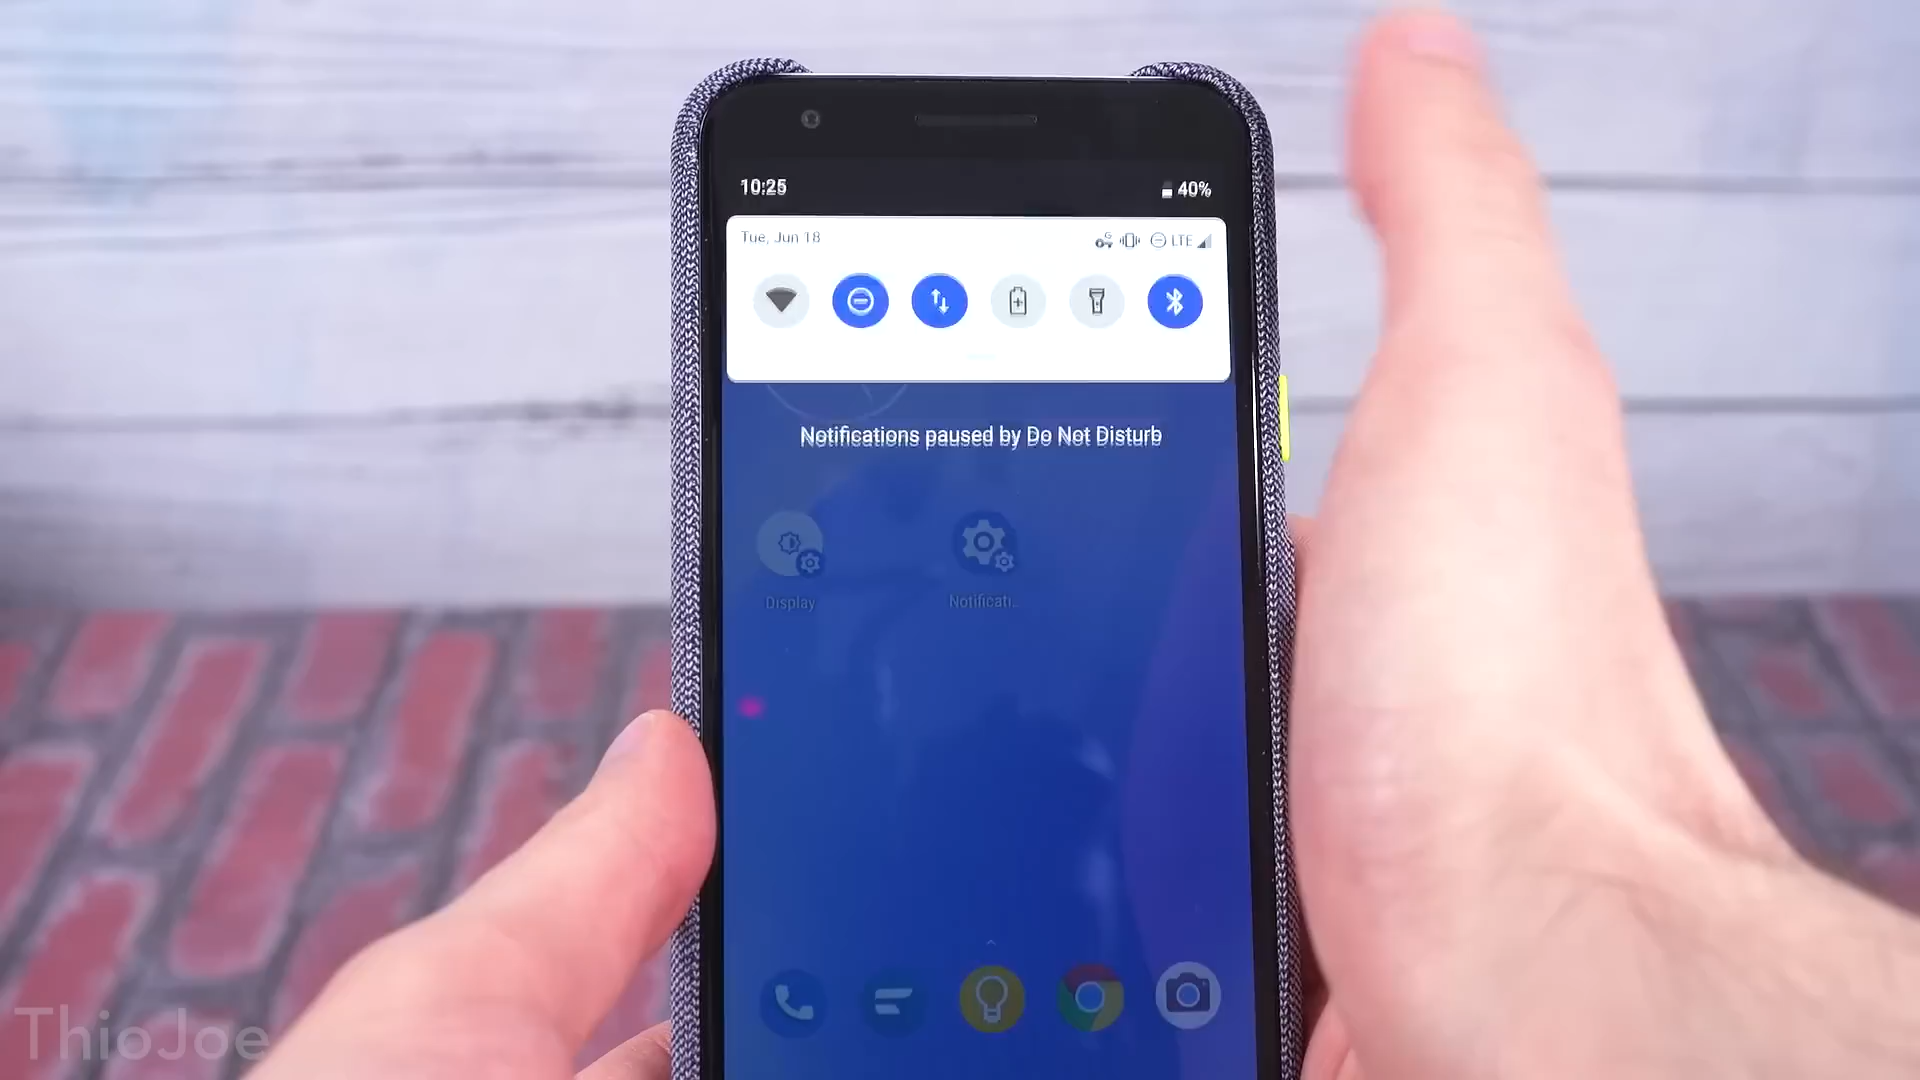 10:25
40%
Tue, Jun 18
LTE
Notifications paused by Do Not Disturb
Display
Notificati...
ThioJoe